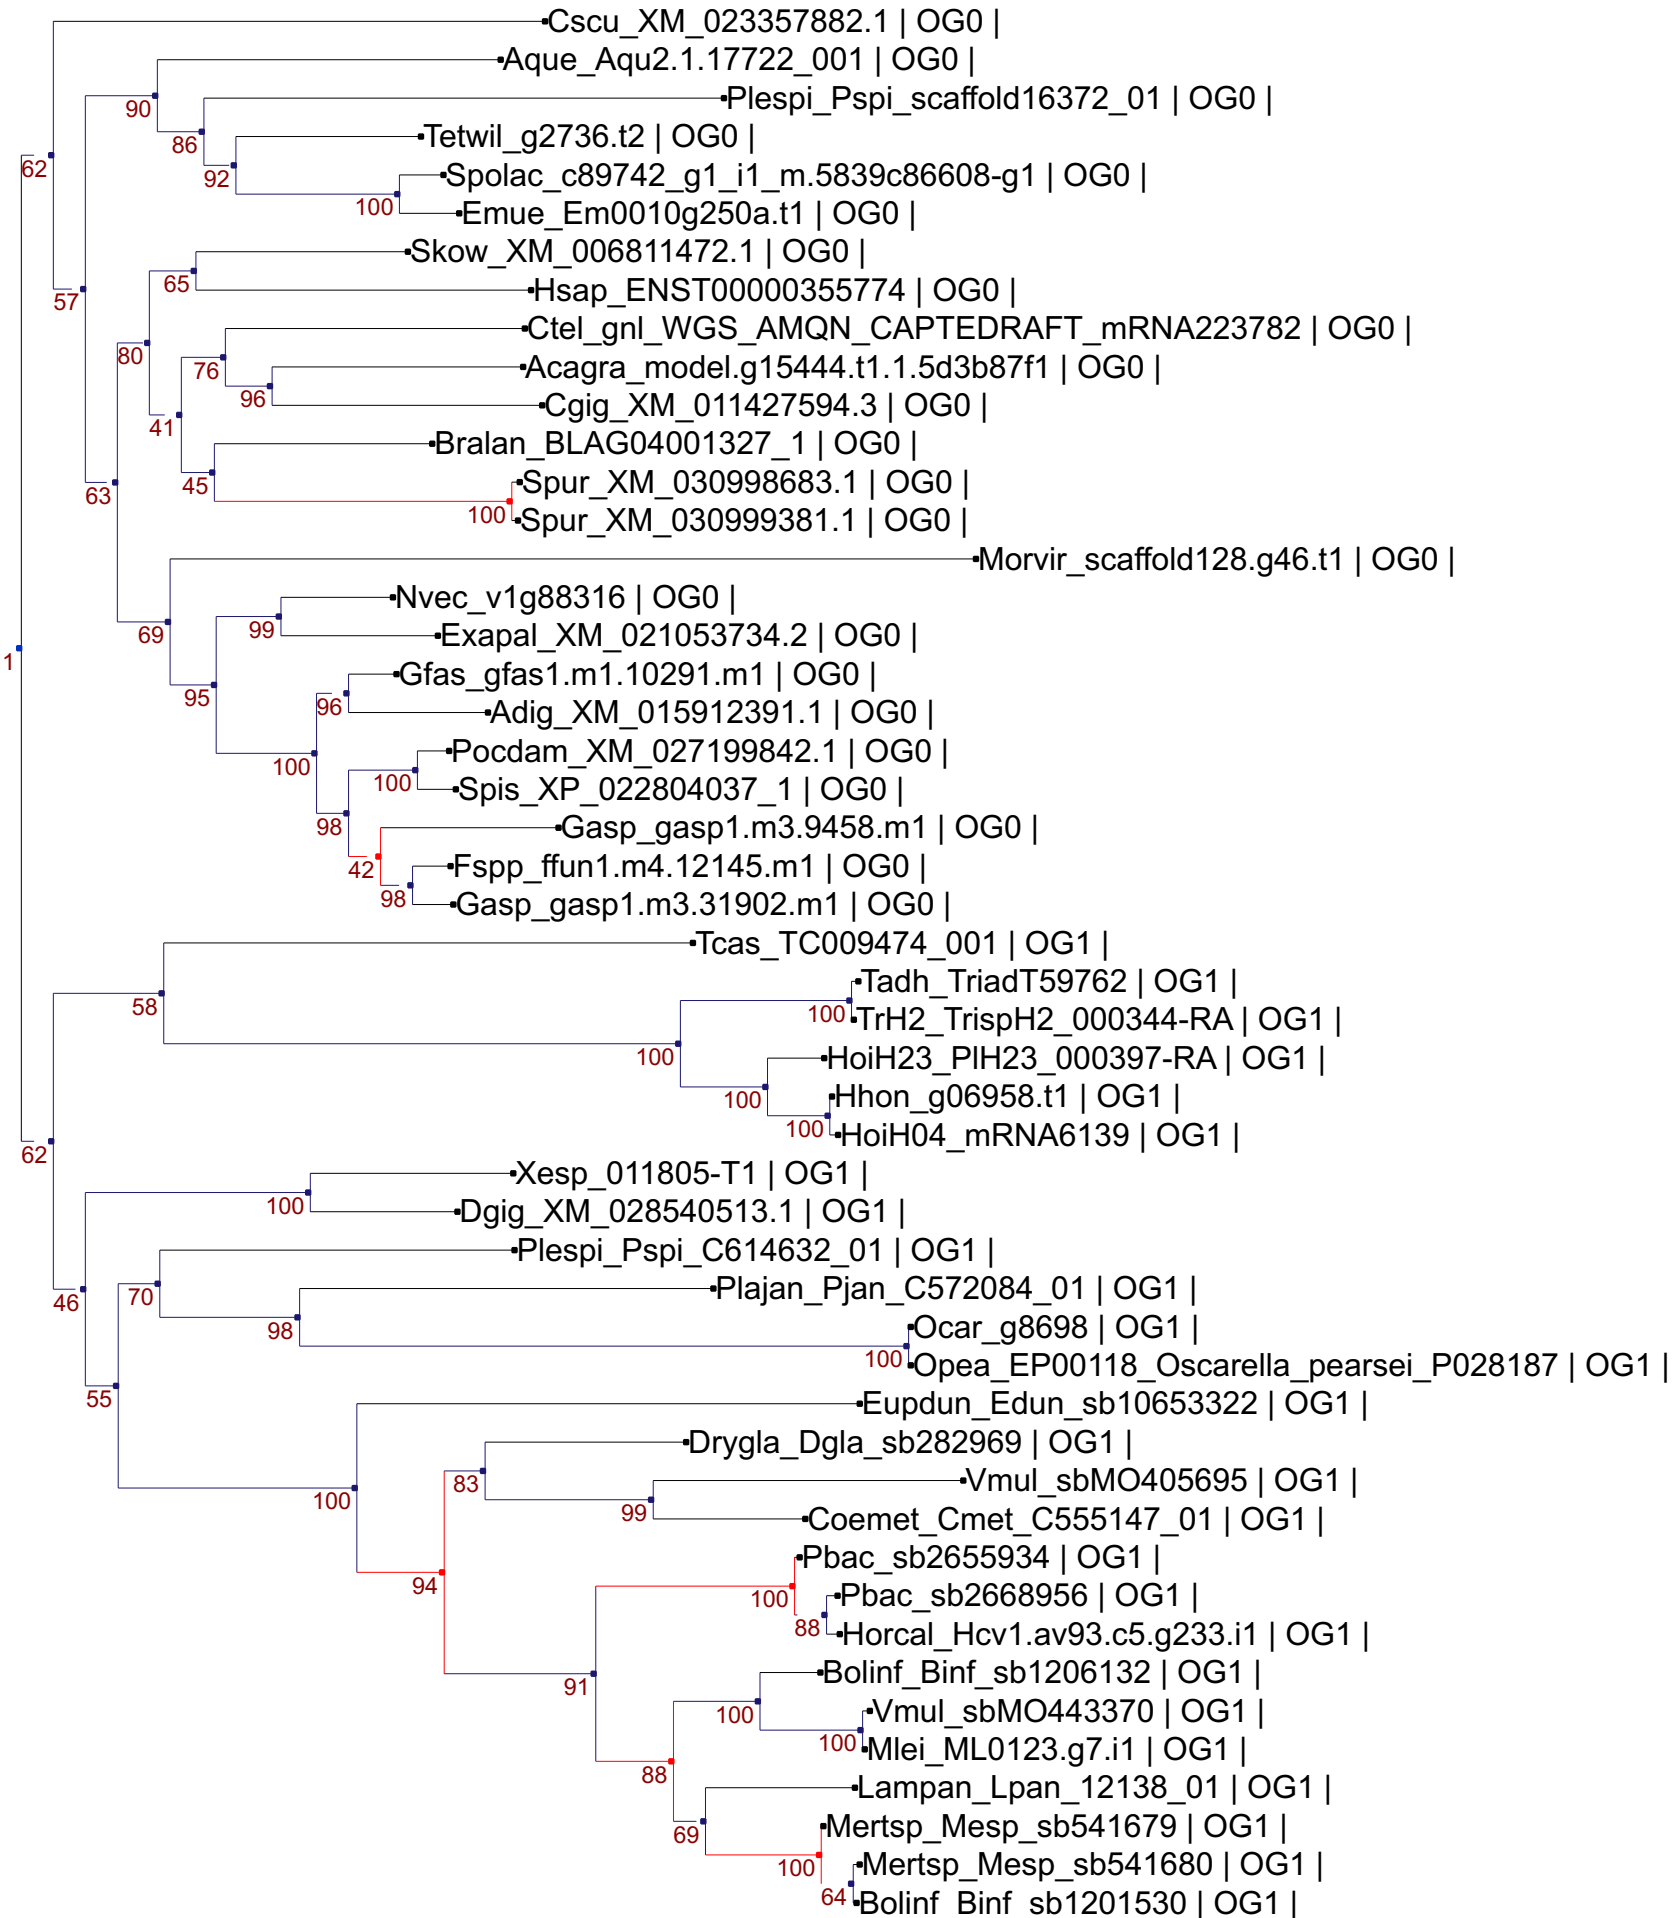 Cscu_XM_023357882.1 | OG0 |
Aque_Aqu2.1.17722_001 | OG0 |
90
Plespi_Pspi_scaffold16372_01 | OG0 |
86
Tetwil_g2736.t2 | OG0 |
62
92
Spolac_c89742_g1_i1_m.5839c86608-g1 | OG0 |
100
Emue_Em0010g250a.t1 | OG0 |
Skow_XM_006811472.1 | OG0 |
65
Hsap_ENST00000355774 | OG0 |
57
Ctel_gnl_WGS_AMQN_CAPTEDRAFT_mRNA223782 | OG0 |
80
76
Acagra_model.g15444.t1.1.5d3b87f1 | OG0 |
96
Cgig_XM_011427594.3 | OG0 |
41
Bralan_BLAG04001327_1 | OG0 |
45
Spur_XM_030998683.1 | OG0 |
63
100
Spur_XM_030999381.1 | OG0 |
Morvir_scaffold128.g46.t1 | OG0 |
Nvec_v1g88316 | OG0 |
99
69
Exapal_XM_021053734.2 | OG0 |
1
Gfas_gfas1.m1.10291.m1 | OG0 |
95
96
Adig_XM_015912391.1 | OG0 |
Pocdam_XM_027199842.1 | OG0 |
100
100
Spis_XP_022804037_1 | OG0 |
98
Gasp_gasp1.m3.9458.m1 | OG0 |
42
Fspp_ffun1.m4.12145.m1 | OG0 |
98
Gasp_gasp1.m3.31902.m1 | OG0 |
Tcas_TC009474_001 | OG1 |
58
Tadh_TriadT59762 | OG1 |
100
TrH2_TrispH2_000344-RA | OG1 |
100
HoiH23_PlH23_000397-RA | OG1 |
100
Hhon_g06958.t1 | OG1 |
100
HoiH04_mRNA6139 | OG1 |
62
Xesp_011805-T1 | OG1 |
100
Dgig_XM_028540513.1 | OG1 |
Plespi_Pspi_C614632_01 | OG1 |
46
70
Plajan_Pjan_C572084_01 | OG1 |
98
Ocar_g8698 | OG1 |
100
Opea_EP00118_Oscarella_pearsei_P028187 | OG1 |
55
Eupdun_Edun_sb10653322 | OG1 |
Drygla_Dgla_sb282969 | OG1 |
83
Vmul_sbMO405695 | OG1 |
100
99
Coemet_Cmet_C555147_01 | OG1 |
Pbac_sb2655934 | OG1 |
94
100
Pbac_sb2668956 | OG1 |
88
Horcal_Hcv1.av93.c5.g233.i1 | OG1 |
91
Bolinf_Binf_sb1206132 | OG1 |
100
Vmul_sbMO443370 | OG1 |
100
Mlei_ML0123.g7.i1 | OG1 |
88
Lampan_Lpan_12138_01 | OG1 |
69
Mertsp_Mesp_sb541679 | OG1 |
100
Mertsp_Mesp_sb541680 | OG1 |
64
Bolinf_Binf_sb1201530 | OG1 |